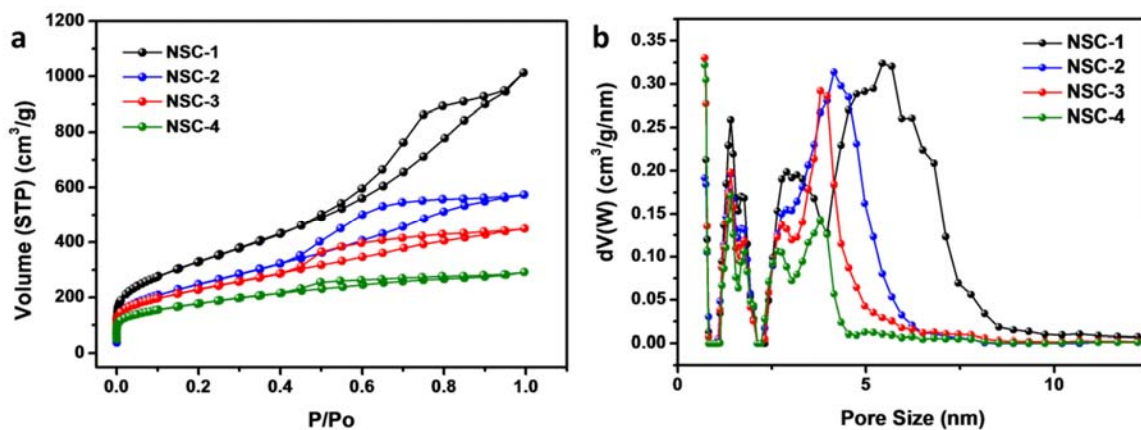 a
1200
1000
800
600
400
200
0
Volume (STP) (cm³/g)
NSC-1
NSC-2
NSC-3
NSC-4
0.0 0.2 0.4 0.6 0.8 1.0
P/Po
b
0.35
0.30
0.25
0.20
0.15
0.10
0.05
0.00
dV(W) (cm³/g/nm)
NSC-1
NSC-2
NSC-3
NSC-4
0 5 10
Pore Size (nm)